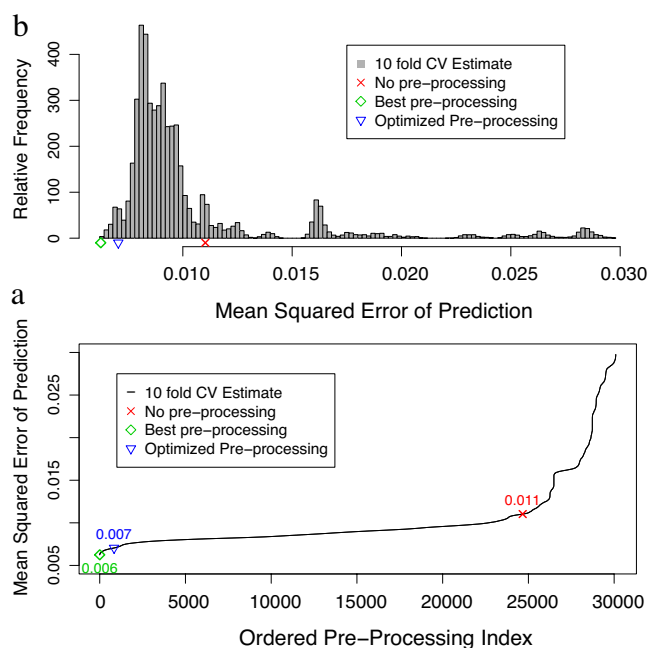 b
Relative Frequency
400
300
200
100
0
10 fold CV Estimate
No pre−processing
Best pre−processing
Optimized Pre−processing
0.010
0.015
0.020
0.025
0.030
Mean Squared Error of Prediction
a
Mean Squared Error of Prediction
0.025
0.015
0.005
10 fold CV Estimate
No pre−processing
Best pre−processing
Optimized Pre−processing
0.011
0.007
0.006
0
5000
10000
15000
20000
25000
30000
Ordered Pre−Processing Index